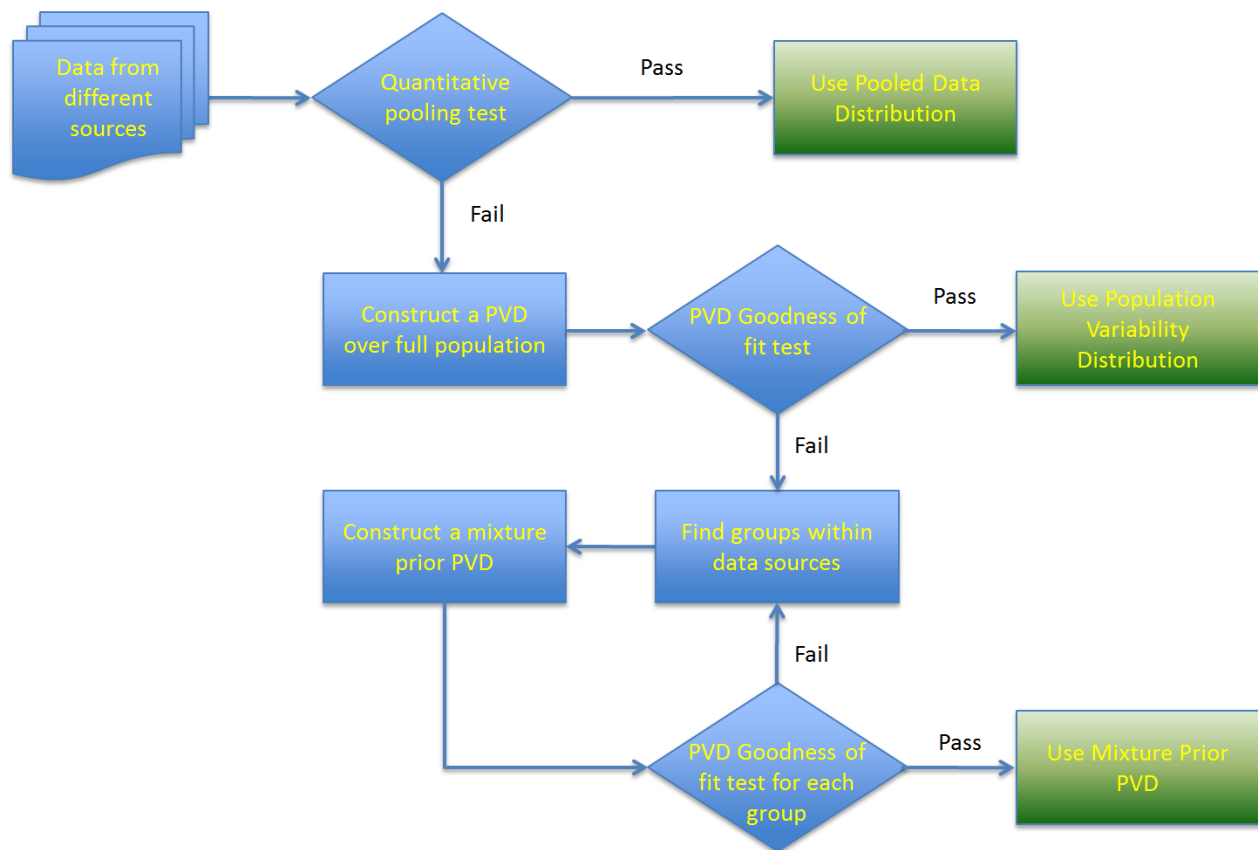 Data from
different
sources
Quantitative
pooling test
Pass
Use Pooled Data
Distribution
Fail
Construct a PVD
over full population
PVD Goodness of
fit test
Pass
Use Population
Variability
Distribution
Fail
Find groups within
data sources
Construct a mixture
prior PVD
Fail
PVD Goodness of
fit test for each
group
Pass
Use Mixture Prior
PVD